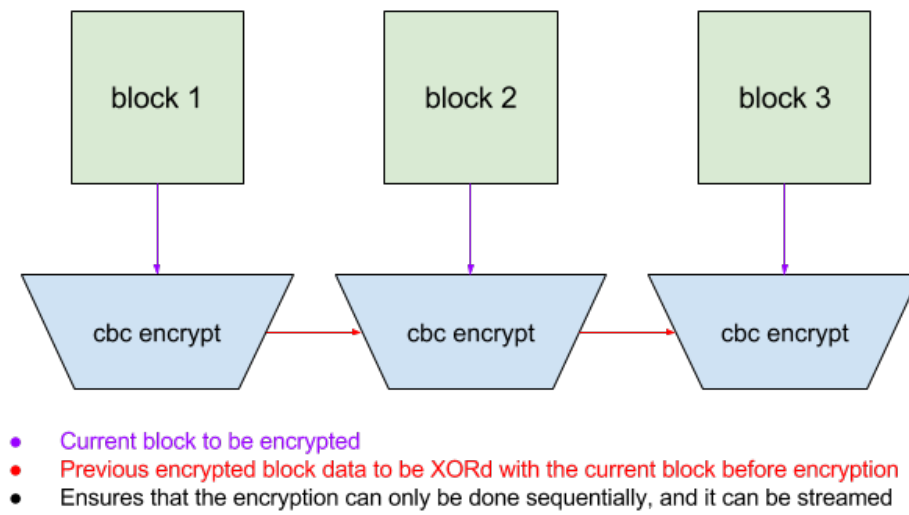 block 1 block 2 block 3
cbc encrypt cbc encrypt cbc encrypt
● Current block to be encrypted
● Previous encrypted block data to be XORd with the current block before encryption
● Ensures that the encryption can only be done sequentially, and it can be streamed